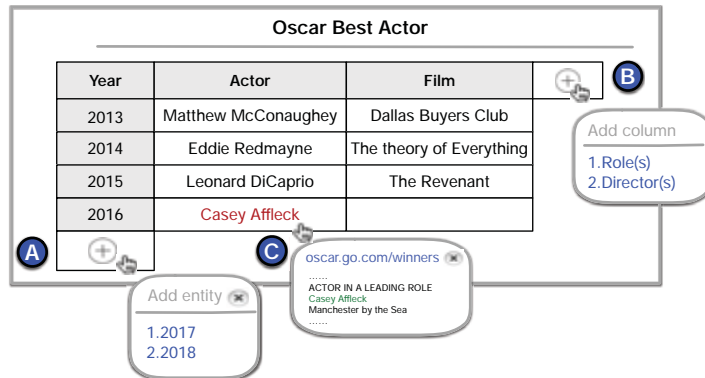 Oscar Best Actor
Year Actor Film
B
2013 Matthew McConaughey Dallas Buyers Club
2014 Eddie Redmayne The theory of Everything
2015 Leonard DiCaprio The Revenant
2016 Casey Affleck
Add column
1.Role(s)
2.Director(s)
A
C
oscar.go.com/winners
......
ACTOR IN A LEADING ROLE
Casey Affleck
Manchester by the Sea
......
Add entity
1.2017
2.2018